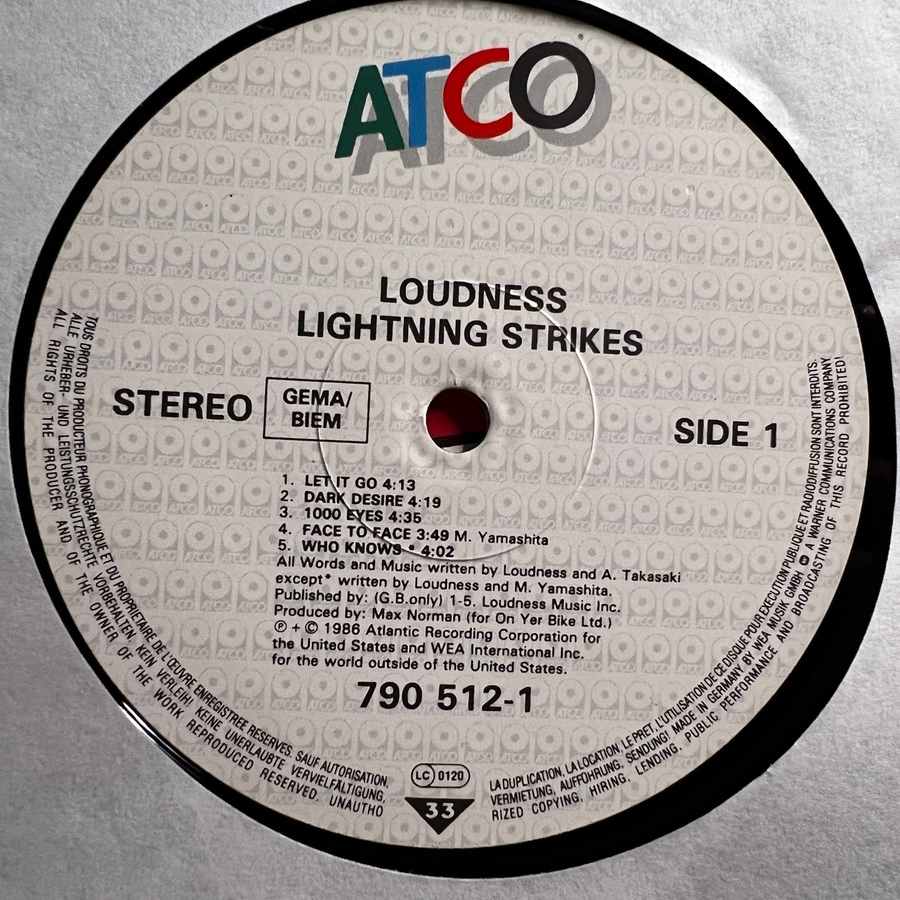 ATCO
LOUDNESS
LIGHTNING STRIKES
STEREO
GEMA/
BIEM
SIDE 1
1. LET IT GO 4:13
2. DARK DESIRE 4:19
3. 1000 EYES 4:35
4. FACE TO FACE 3:49 M. Yamashita
5. WHO KNOWS * 4:02
All Words and Music written by Loudness and A. Takasaki
except* written by Loudness and M. Yamashita.
Published by: (G.B.only) 1-5. Loudness Music Inc.
Produced by: Max Norman (for On Yer Bike Ltd.)
℗ + © 1986 Atlantic Recording Corporation for
the United States and WEA International Inc.
for the world outside of the United States.
790 512-1
LC 0120
33
TOUS DROITS DU PRODUCTEUR PHONOGRAPHIQUE ET DU PROPRIETAIRE DE L'ŒUVRE ENREGISTREE RESERVES. SAUF AUTORISATION,
LA DUPLICATION, LA LOCATION, LE PRET, L'UTILISATION DE CE DISQUE POUR EXECUTION PUBLIQUE ET RADIODIFFUSION SONT INTERDITS.
ALLE URHEBER- UND LEISTUNGSSCHUTZRECHTE VORBEHALTEN KEIN VERLEIH! KEINE UNERLAUBTE VERVIELFÄLTIGUNG,
VERMIETUNG, AUFFÜHRUNG, SENDUNG! MADE IN GERMANY BY WEA MUSIK GMBH A WARNER COMMUNICATIONS COMPANY
ALL RIGHTS OF THE PRODUCER AND OF THE OWNER OF THE WORK REPRODUCED RESERVED. UNAUTHO
RIZED COPYING, HIRING, LENDING, PUBLIC PERFORMANCE AND BROADCASTING OF THIS RECORD PROHIBITED!